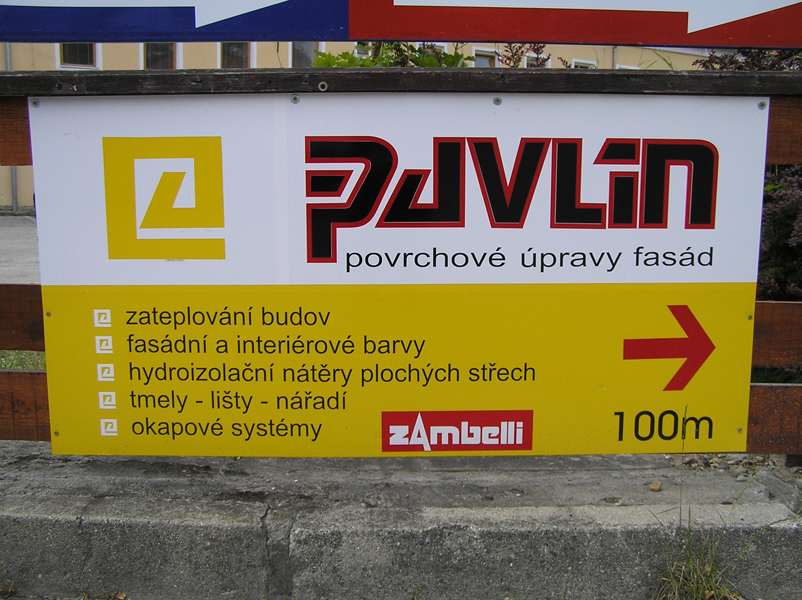 PAVLÍN
povrchové úpravy fasád
zateplování budov
fasádní a interiérové barvy
hydroizolační nátěry plochých střech
tmely - lišty - nářadí
okapové systémy
zAmbelli
100m